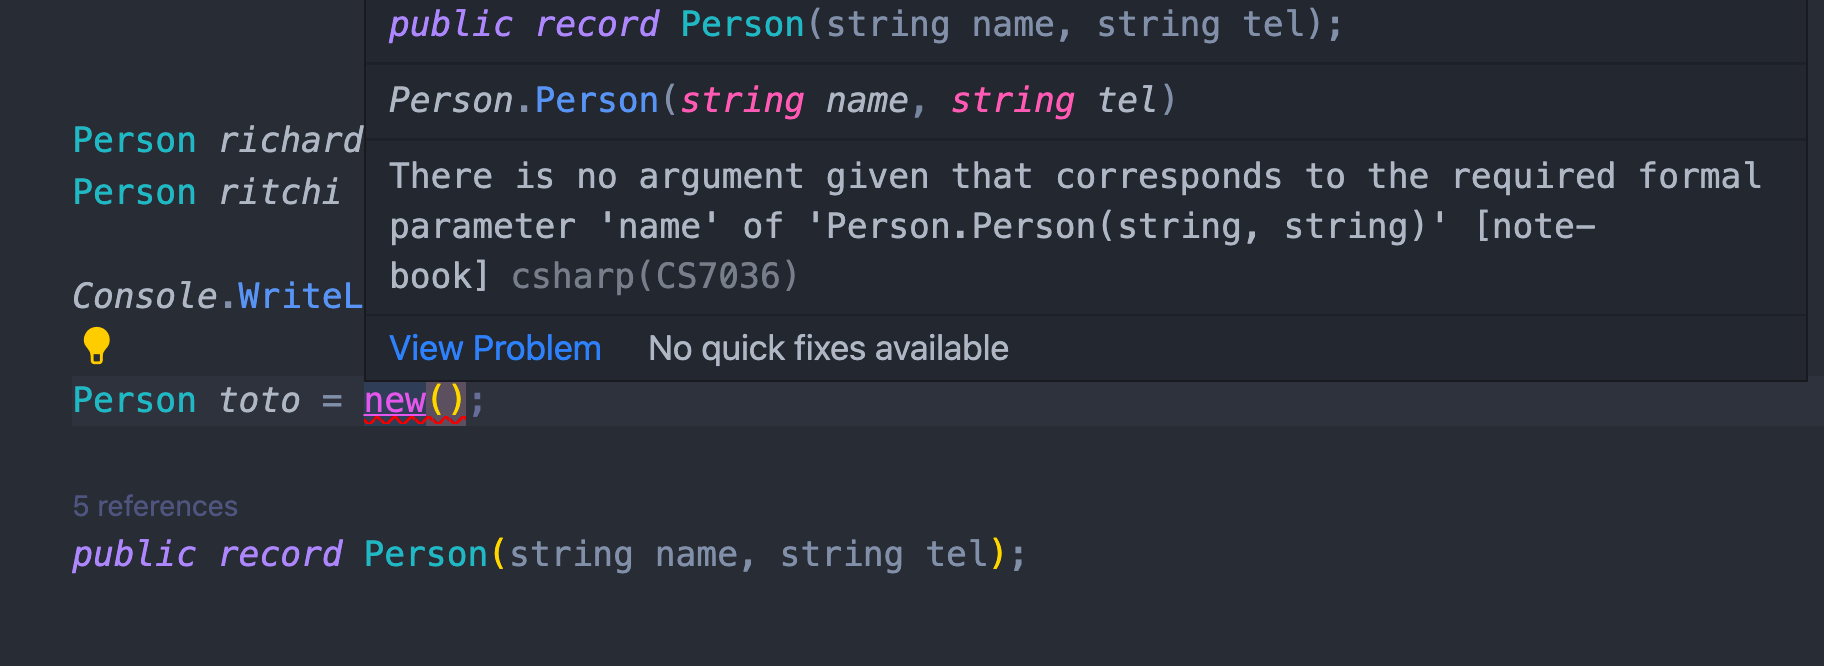 public record Person(string name, string tel);
Person.Person(string name, string tel)
Person richard
Person ritchi
There is no argument given that corresponds to the required formal
parameter 'name' of 'Person.Person(string, string)' [note-
book] csharp(CS7036)
Console.WriteL
View Problem No quick fixes available
Person toto = new();
5 references
public record Person(string name, string tel);